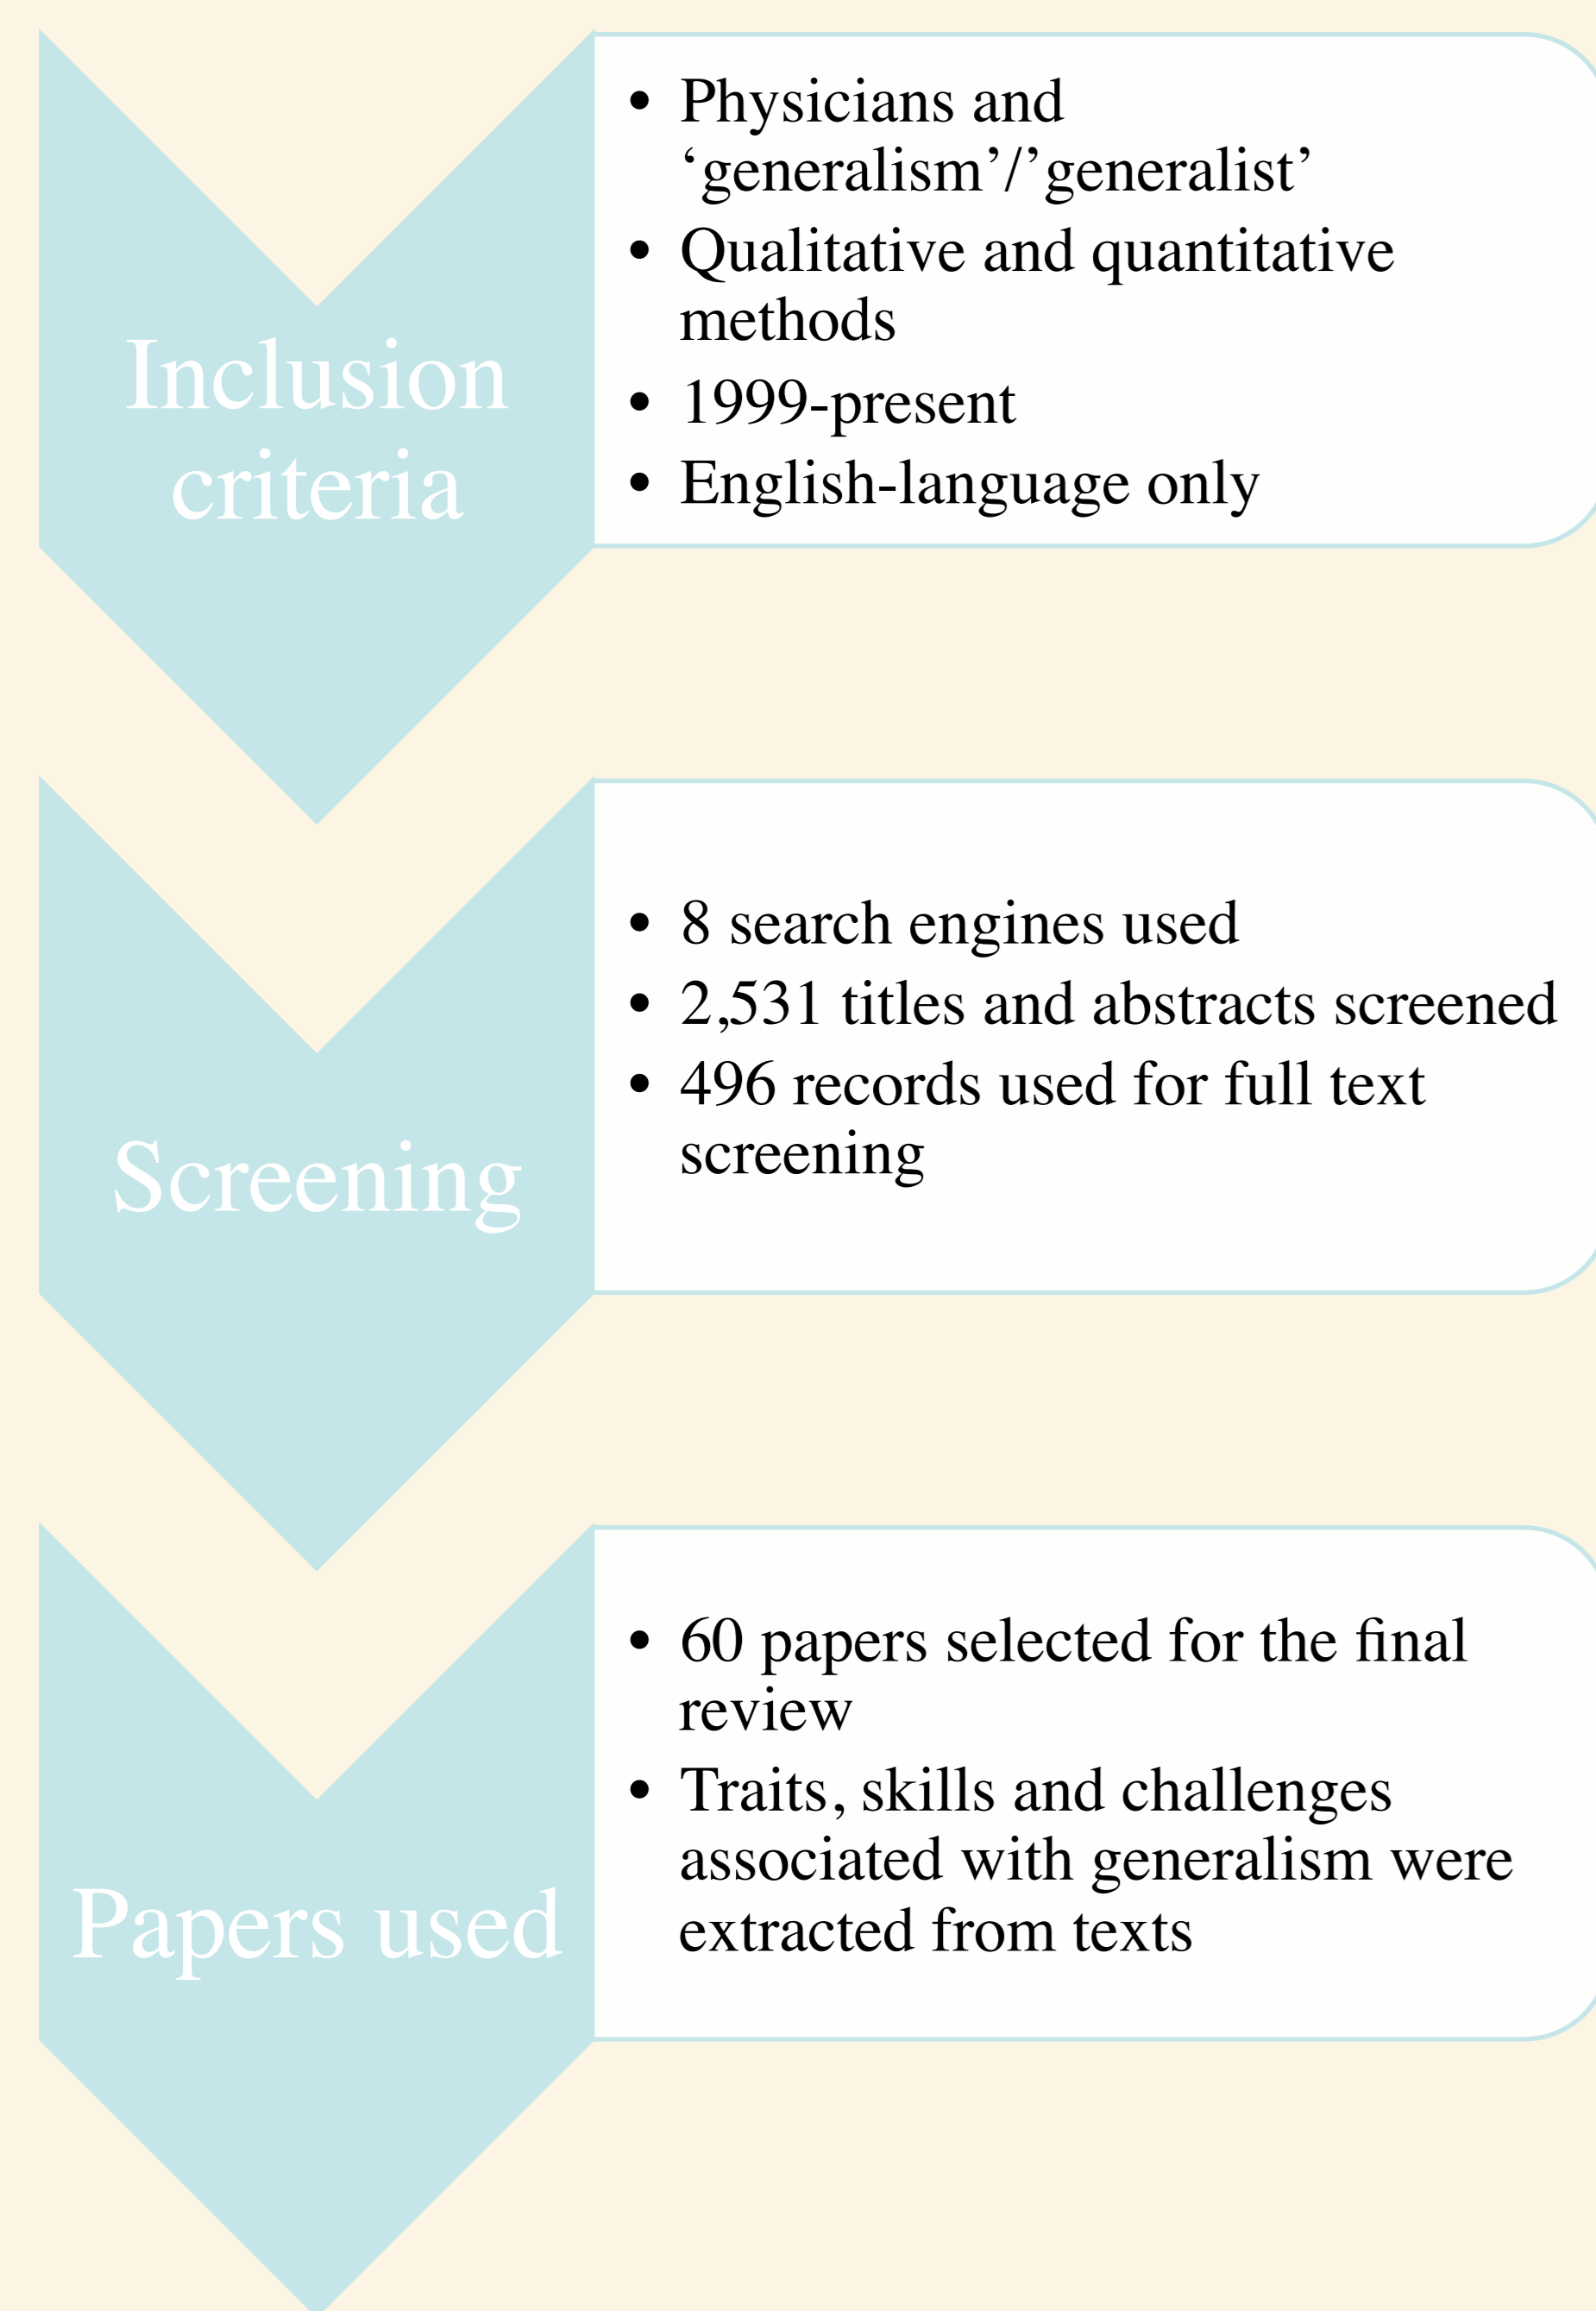 Inclusion
criteria
• Physicians and
‘generalism’/’generalist’
• Qualitative and quantitative
methods
• 1999-present
• English-language only
Screening
• 8 search engines used
• 2,531 titles and abstracts screened
• 496 records used for full text
screening
Papers used
• 60 papers selected for the final
review
• Traits, skills and challenges
associated with generalism were
extracted from texts